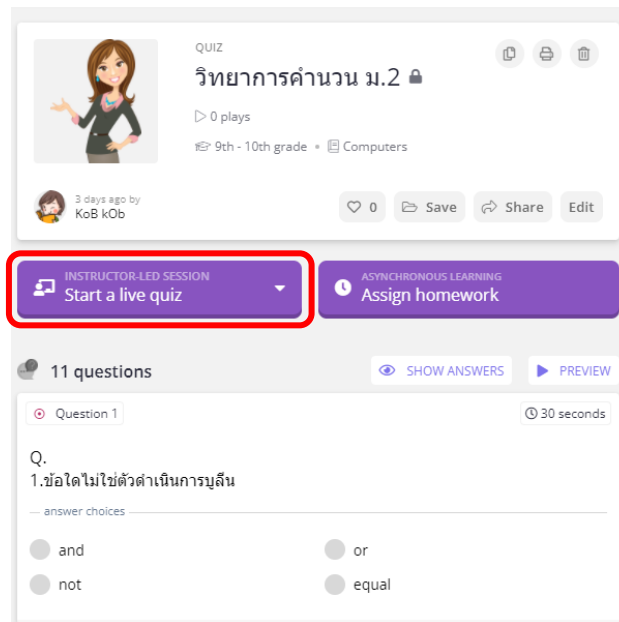 QUIZ
วิทยาการคำนวน ม.2
0 plays
9th - 10th grade • Computers
3 days ago by
KoB kOb
0 Save Share Edit
INSTRUCTOR-LED SESSION
Start a live quiz
ASYNCHRONOUS LEARNING
Assign homework
11 questions SHOW ANSWERS PREVIEW
Question 1 30 seconds
Q.
1.ข้อใดไม่ใช่ตัวดำเนินการบูลีน
answer choices
and or
not equal